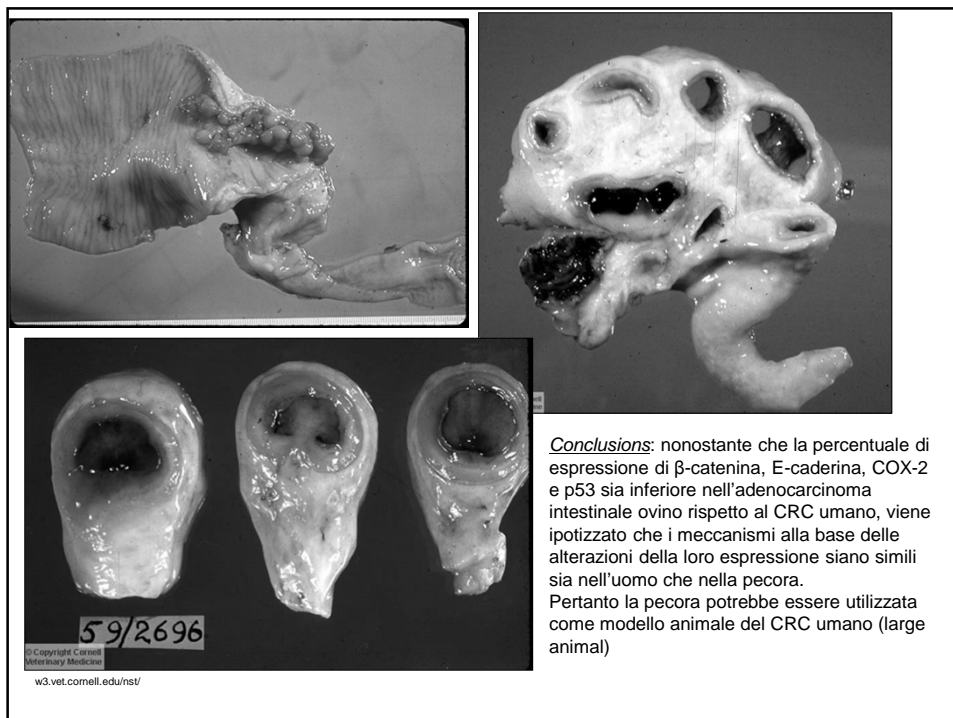 Conclusions: nonostante che la percentuale di
espressione di β-catenina, E-caderina, COX-2
e p53 sia inferiore nell'adenocarcinoma
intestinale ovino rispetto al CRC umano, viene
ipotizzato che i meccanismi alla base delle
alterazioni della loro espressione siano simili
sia nell'uomo che nella pecora.
Pertanto la pecora potrebbe essere utilizzata
come modello animale del CRC umano (large
animal)
59/2696
© Copyright Cornell
Veterinary Medicine
w3.vet.cornell.edu/nst/